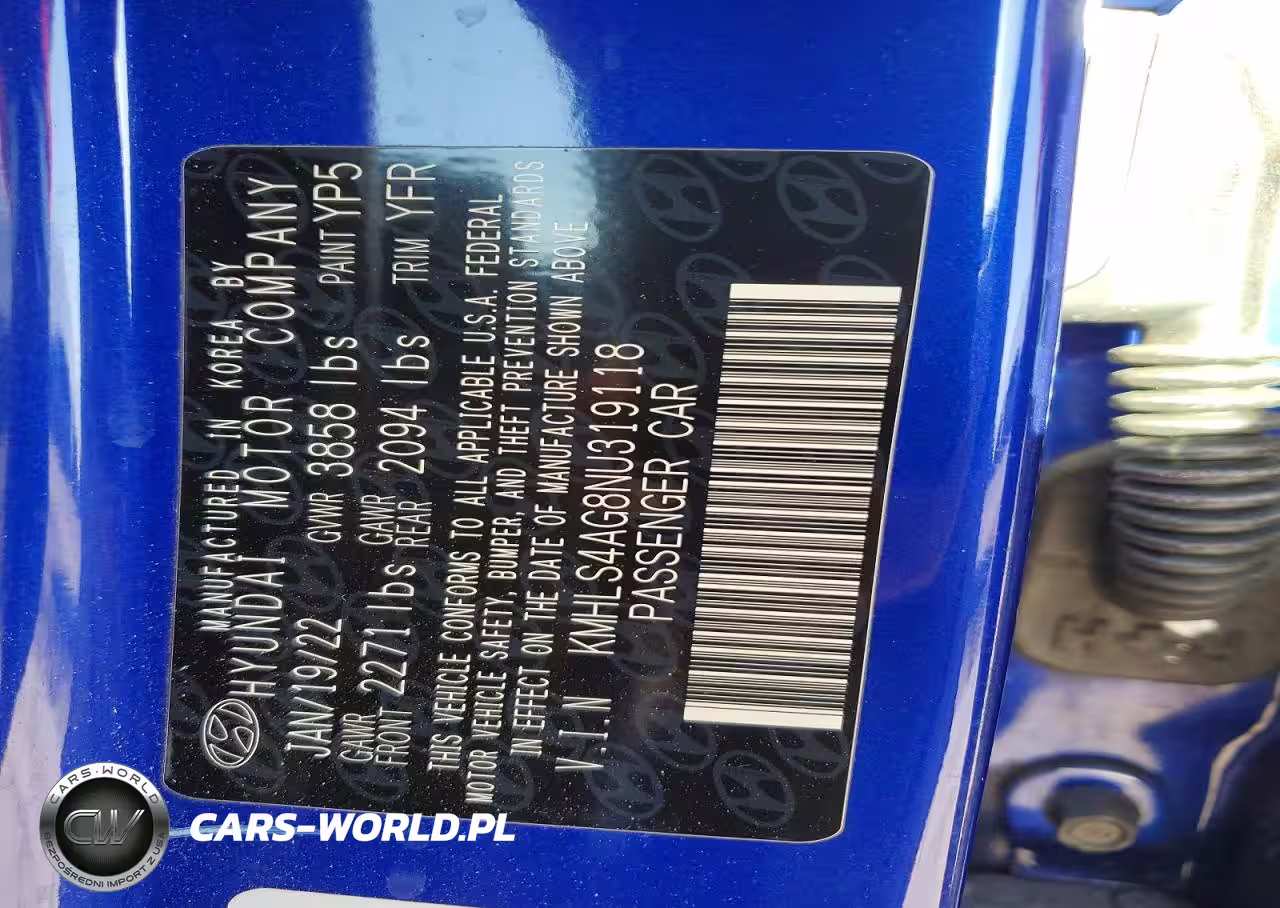 MANUFACTURED IN KOREA BY
HYUNDAI MOTOR COMPANY
JAN/19/22 GVWR 3858 lbs PAINT YP5
GAWR FRONT 2271 lbs GAWR REAR 2094 lbs TRIM YFR
THIS VEHICLE CONFORMS TO ALL APPLICABLE U.S.A. FEDERAL
MOTOR VEHICLE SAFETY, BUMPER, AND THEFT PREVENTION STANDARDS
IN EFFECT ON THE DATE OF MANUFACTURE SHOWN ABOVE
V.I.N KMHLS4AG8NU319118
PASSENGER CAR
CARS-WORLD
CW
BEZPOŚREDNI IMPORT Z USA
CARS-WORLD.PL